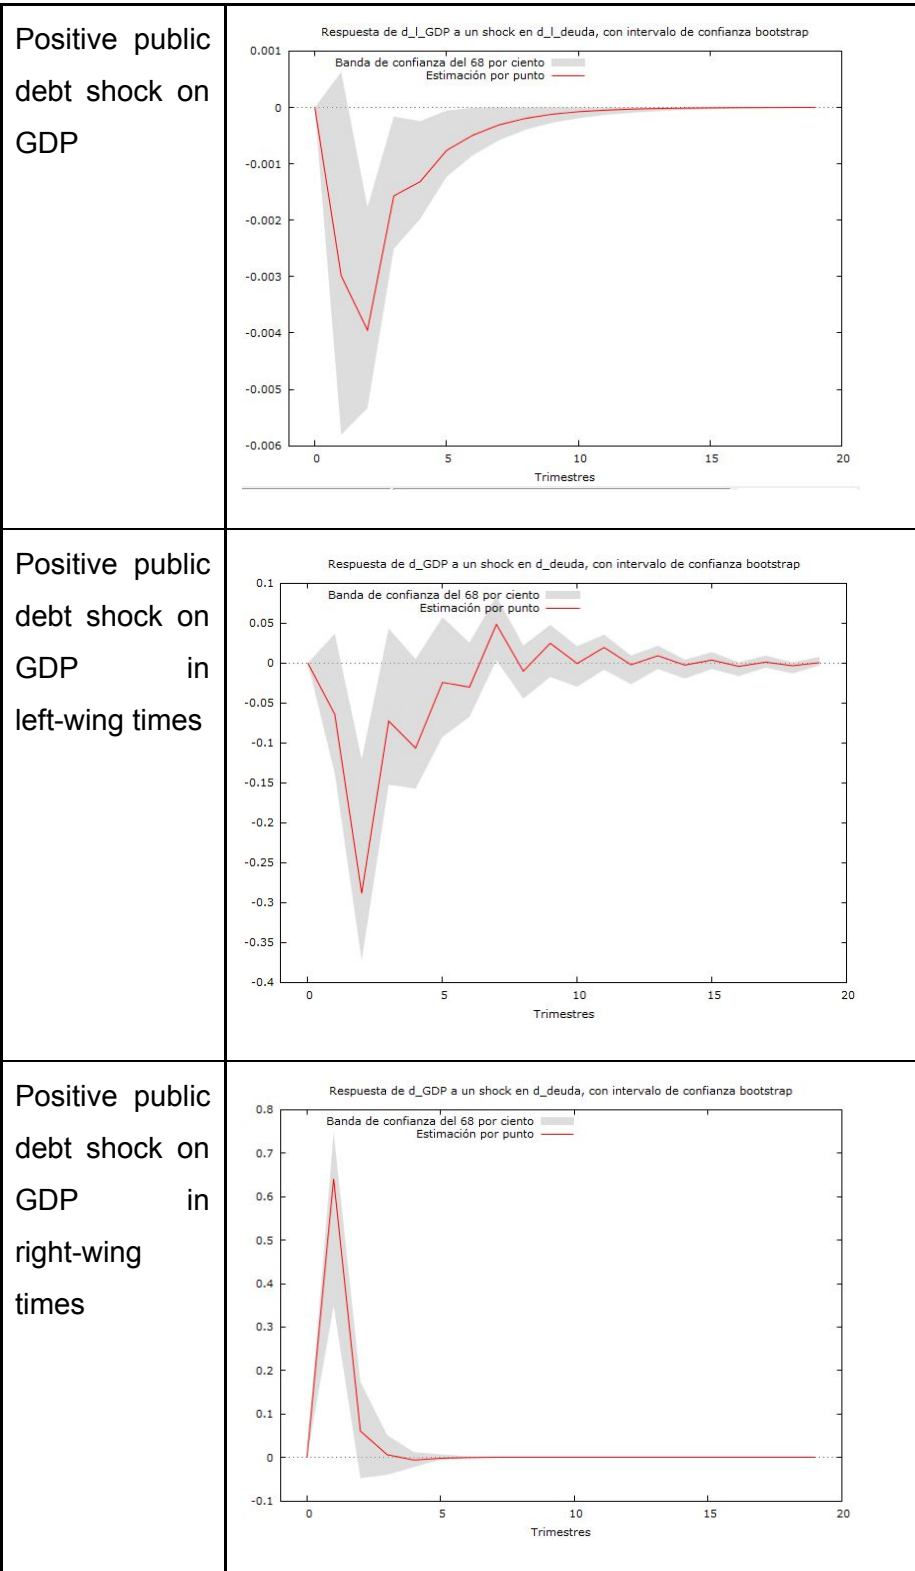 Positive public
debt shock on
GDP
Respuesta de d_l_GDP a un shock en d_l_deuda, con intervalo de confianza bootstrap
Banda de confianza del 68 por ciento
Estimación por punto
0.001
0
-0.001
-0.002
-0.003
-0.004
-0.005
-0.006
0 5 10 15 20
Trimestres
Positive public
debt shock on
GDP in
left-wing times
Respuesta de d_GDP a un shock en d_deuda, con intervalo de confianza bootstrap
Banda de confianza del 68 por ciento
Estimación por punto
0.1
0.05
0
-0.05
-0.1
-0.15
-0.2
-0.25
-0.3
-0.35
-0.4
0 5 10 15 20
Trimestres
Positive public
debt shock on
GDP in
right-wing
times
Respuesta de d_GDP a un shock en d_deuda, con intervalo de confianza bootstrap
Banda de confianza del 68 por ciento
Estimación por punto
0.8
0.7
0.6
0.5
0.4
0.3
0.2
0.1
0
-0.1
0 5 10 15 20
Trimestres